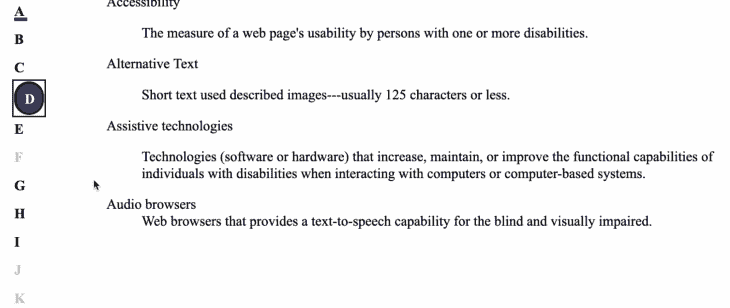 Accessibility
The measure of a web page's usability by persons with one or more disabilities.
Alternative Text
Short text used described images---usually 125 characters or less.
Assistive technologies
Technologies (software or hardware) that increase, maintain, or improve the functional capabilities of
individuals with disabilities when interacting with computers or computer-based systems.
Audio browsers
Web browsers that provides a text-to-speech capability for the blind and visually impaired.
A
B
C
D
E
F
G
H
I
J
K